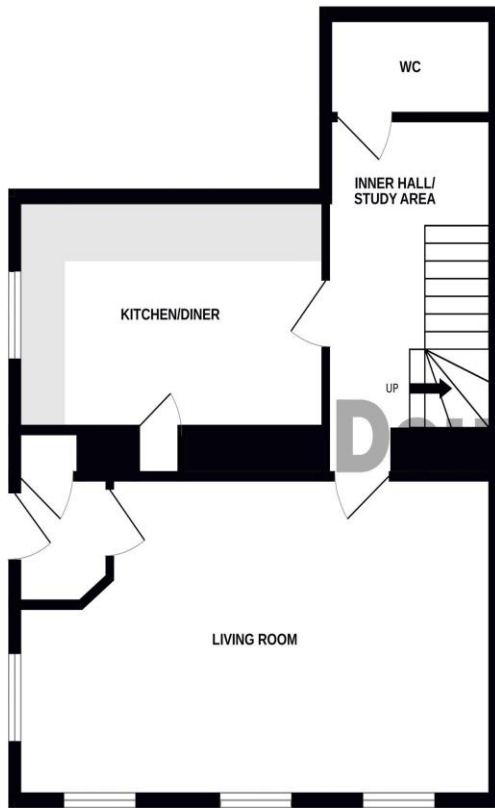 WC
INNER HALL/
STUDY AREA
KITCHEN/DINER
UP
LIVING ROOM